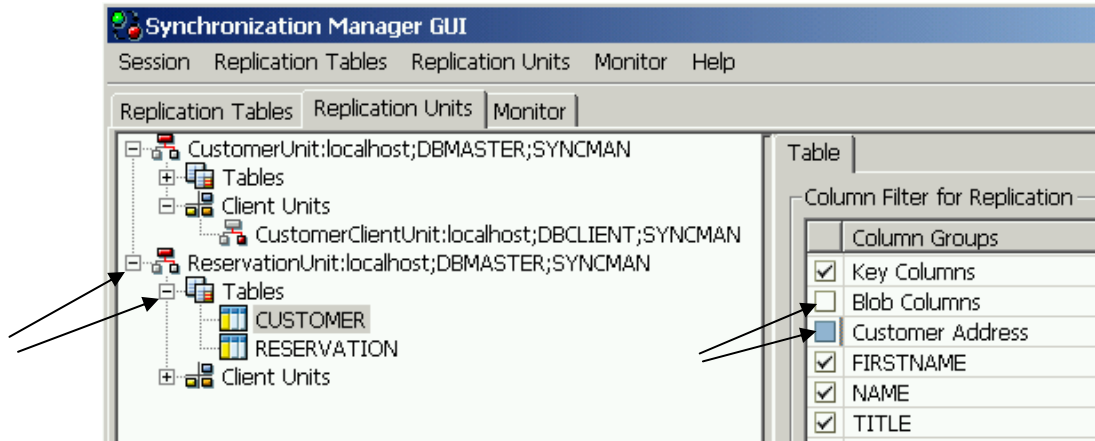 Synchronization Manager GUI
Session Replication Tables Replication Units Monitor Help
Replication Tables Replication Units Monitor
CustomerUnit:localhost;DBMASTER;SYNCMAN
Tables
Client Units
CustomerClientUnit:localhost;DBCLIENT;SYNCMAN
ReservationUnit:localhost;DBMASTER;SYNCMAN
Tables
CUSTOMER
RESERVATION
Client Units
Table
Column Filter for Replication
Column Groups
Key Columns
Blob Columns
Customer Address
FIRSTNAME
NAME
TITLE